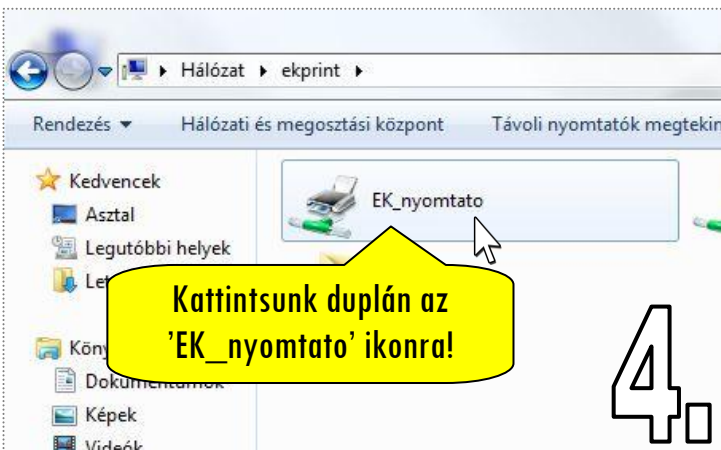 Hálózat ekprint
Rendezés Hálózati és megosztási központ Távoli nyomtatók
Kedvencek
Asztal
Legutóbbi helyek
EK_nyomtato
Kattintsunk duplán az
'EK_nyomtato' ikonra!
Dokumentumok
Képek
Videók
4.